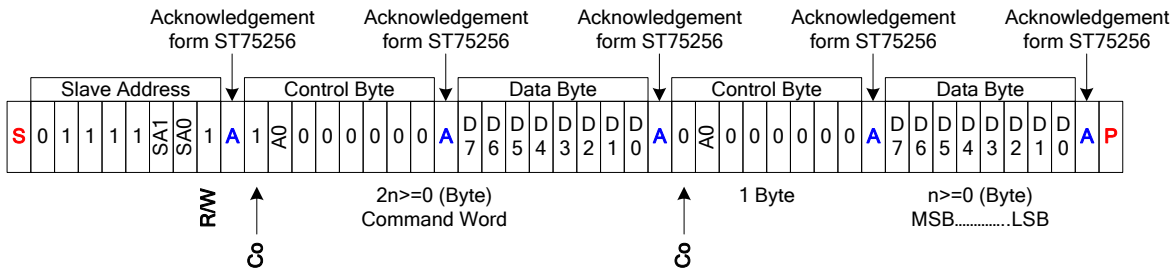 Acknowledgement form ST75256
Acknowledgement form ST75256
Acknowledgement form ST75256
Acknowledgement form ST75256
Acknowledgement form ST75256
Slave Address
Control Byte
Data Byte
Control Byte
Data Byte
S 0 1 1 1 1 SA1 SA0 1 A 1 A0 0 0 0 0 0 0 A D7 D6 D5 D4 D3 D2 D1 D0 A 0 A0 0 0 0 0 0 0 A D7 D6 D5 D4 D3 D2 D1 D0 A P
R/W
Co
2n>=0 (Byte)
Command Word
Co
1 Byte
n>=0 (Byte)
MSB..............LSB